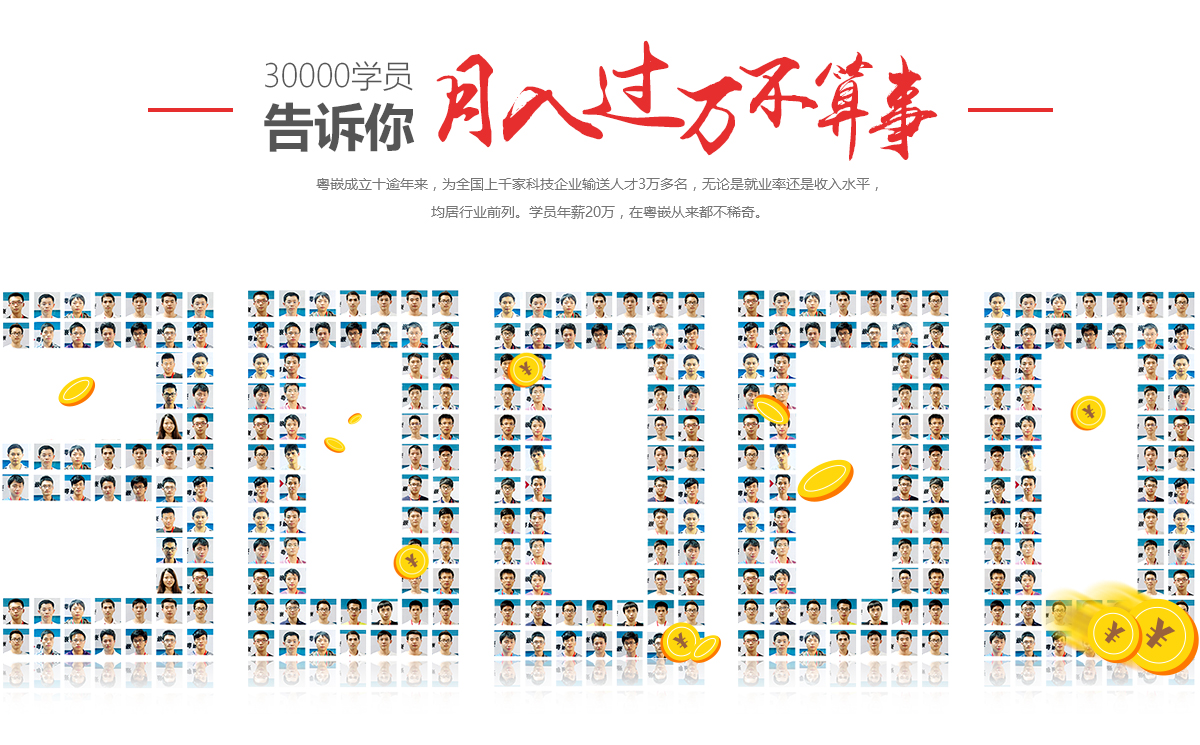 30000学员
告诉你
月入过万不算事
粤嵌成立十逾年来，为全国上千家科技企业输送人才3万多名，无论是就业率还是收入水平，
均居行业前列。学员年薪20万，在粤嵌从来都不稀奇。